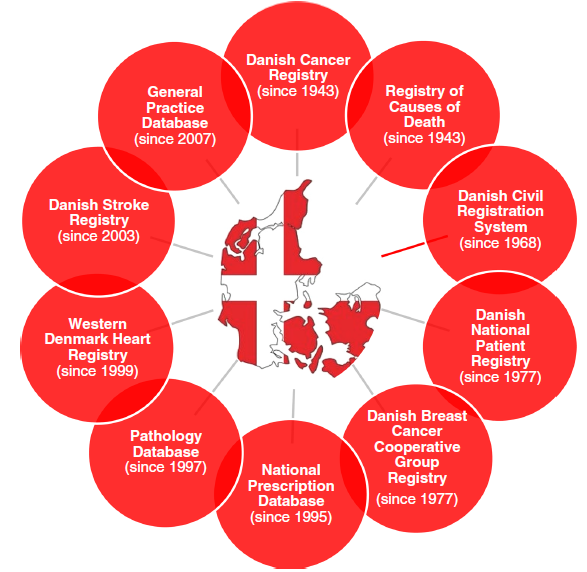 Danish Cancer
Registry
(since 1943)
Registry of
Causes of
Death
(since 1943)
Danish Civil
Registration
System
(since 1968)
Danish
National
Patient
Registry
(since 1977)
Danish Breast
Cancer
Cooperative
Group
Registry
(since 1977)
National
Prescription
Database
(since 1995)
Pathology
Database
(since 1997)
Western
Denmark Heart
Registry
(since 1999)
Danish Stroke
Registry
(since 2003)
General
Practice
Database
(since 2007)